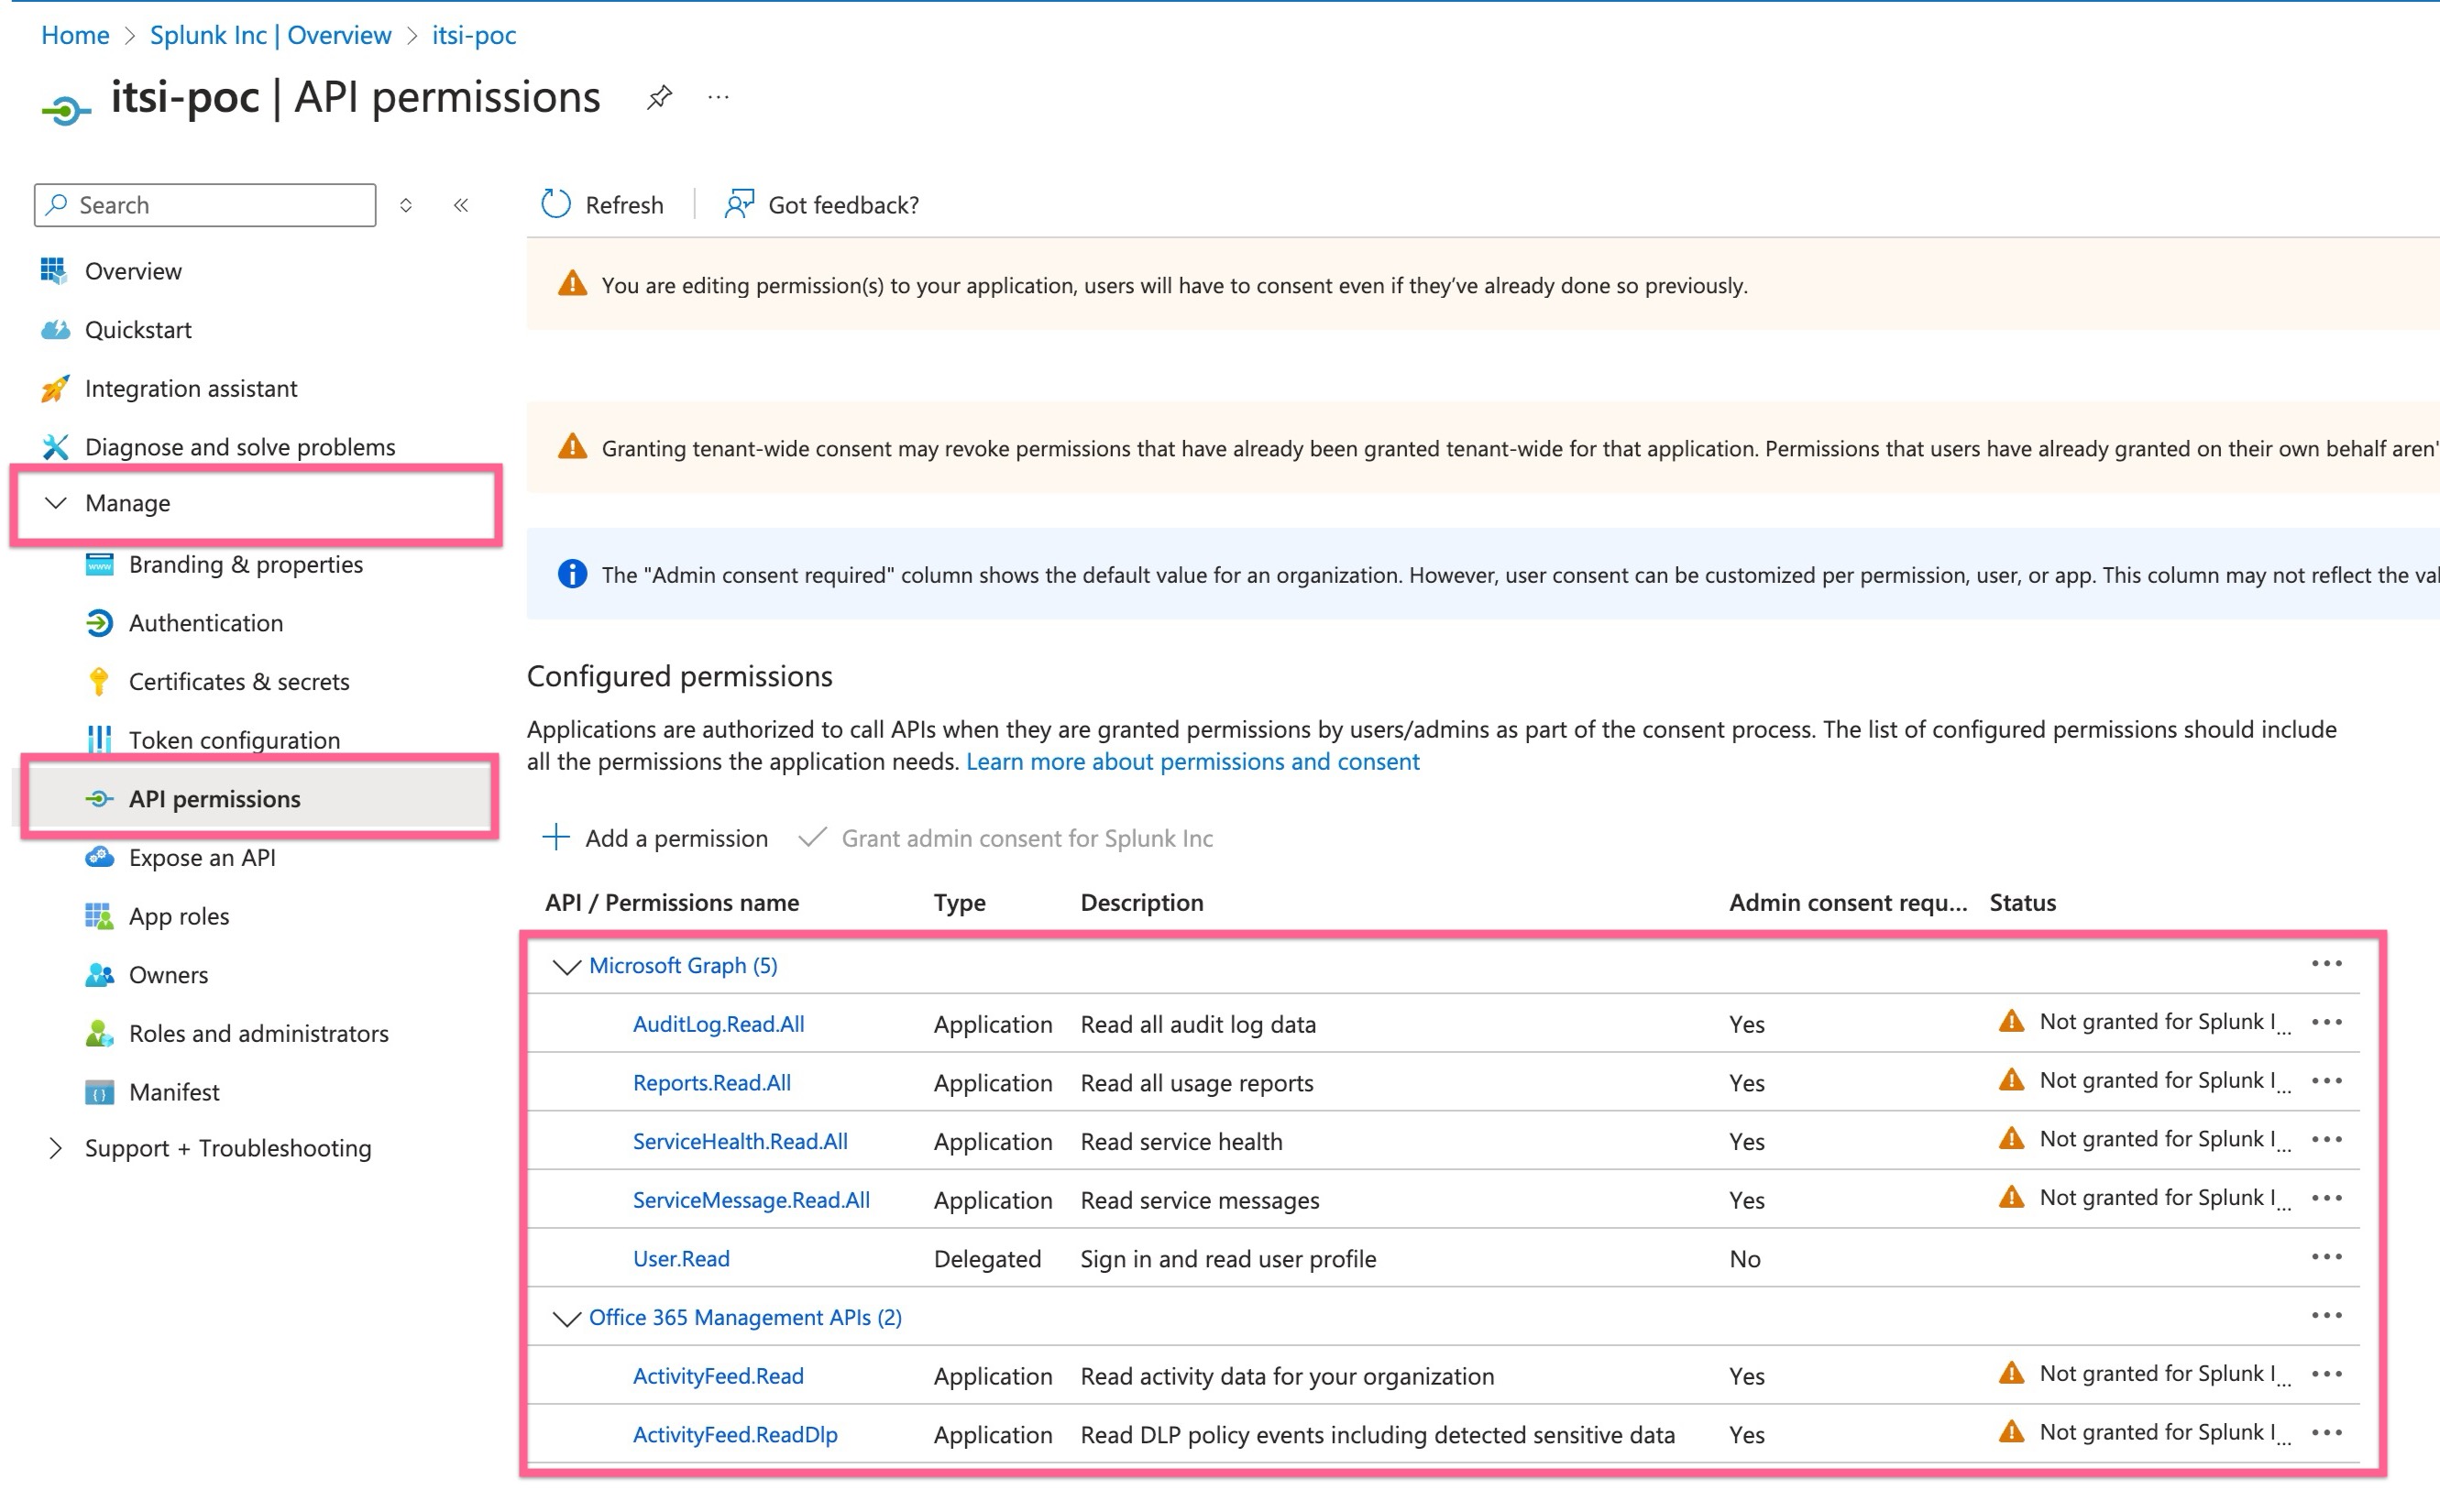 Home > Splunk Inc | Overview > itsi-poc
itsi-poc | API permissions ...
Search
Refresh | Got feedback?
Overview
Quickstart
Integration assistant
Diagnose and solve problems
Manage
Branding & properties
Authentication
Certificates & secrets
Token configuration
API permissions
Expose an API
App roles
Owners
Roles and administrators
Manifest
Support + Troubleshooting
You are editing permission(s) to your application, users will have to consent even if they’ve already done so previously.
Granting tenant-wide consent may revoke permissions that have already been granted tenant-wide for that application. Permissions that users have already granted on their own behalf aren'
The "Admin consent required" column shows the default value for an organization. However, user consent can be customized per permission, user, or app. This column may not reflect the val
Configured permissions
Applications are authorized to call APIs when they are granted permissions by users/admins as part of the consent process. The list of configured permissions should include
all the permissions the application needs. Learn more about permissions and consent
Add a permission Grant admin consent for Splunk Inc
API / Permissions name Type Description Admin consent requ... Status
Microsoft Graph (5) ...
AuditLog.Read.All Application Read all audit log data Yes Not granted for Splunk I... ...
Reports.Read.All Application Read all usage reports Yes Not granted for Splunk I... ...
ServiceHealth.Read.All Application Read service health Yes Not granted for Splunk I... ...
ServiceMessage.Read.All Application Read service messages Yes Not granted for Splunk I... ...
User.Read Delegated Sign in and read user profile No ...
Office 365 Management APIs (2) ...
ActivityFeed.Read Application Read activity data for your organization Yes Not granted for Splunk I... ...
ActivityFeed.ReadDlp Application Read DLP policy events including detected sensitive data Yes Not granted for Splunk I... ...